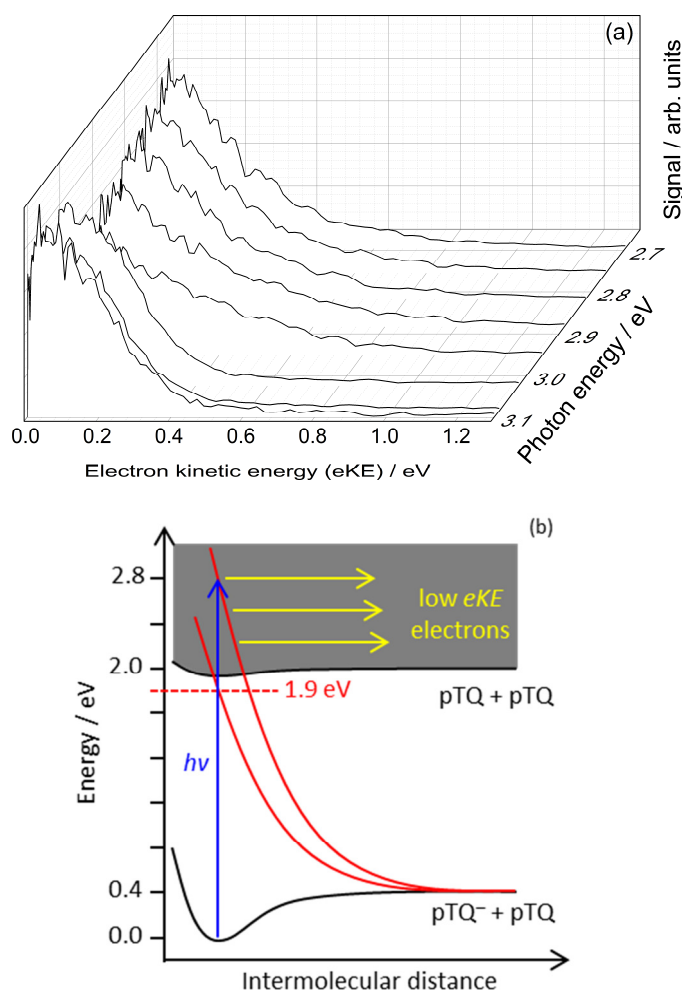 (a)
Signal / arb. units
2.7
2.8
2.9
3.0
3.1
Photon energy / eV
0.0 0.2 0.4 0.6 0.8 1.0 1.2
Electron kinetic energy (eKE) / eV
(b)
2.8
low eKE
electrons
2.0
1.9 eV
pTQ + pTQ
Energy / eV
hν
0.4
pTQ⁻ + pTQ
0.0
Intermolecular distance